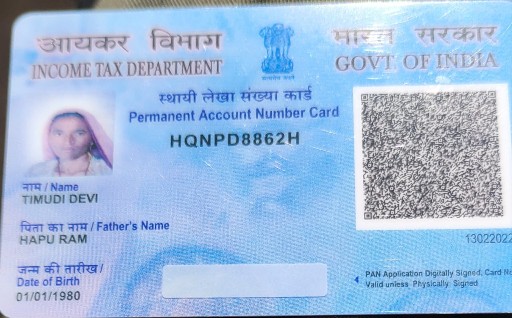 आयकर विभाग
INCOME TAX DEPARTMENT
भारत सरकार
GOVT. OF INDIA
सत्यमेव जयते
स्थायी लेखा संख्या कार्ड
Permanent Account Number Card
HQNPD8862H
नाम / Name
TIMUDI DEVI
पिता का नाम / Father's Name
HAPU RAM
जन्म की तारीख /
Date of Birth
01/01/1980
13022022
PAN Application Digitally Signed, Card No
Valid unless Physically Signed